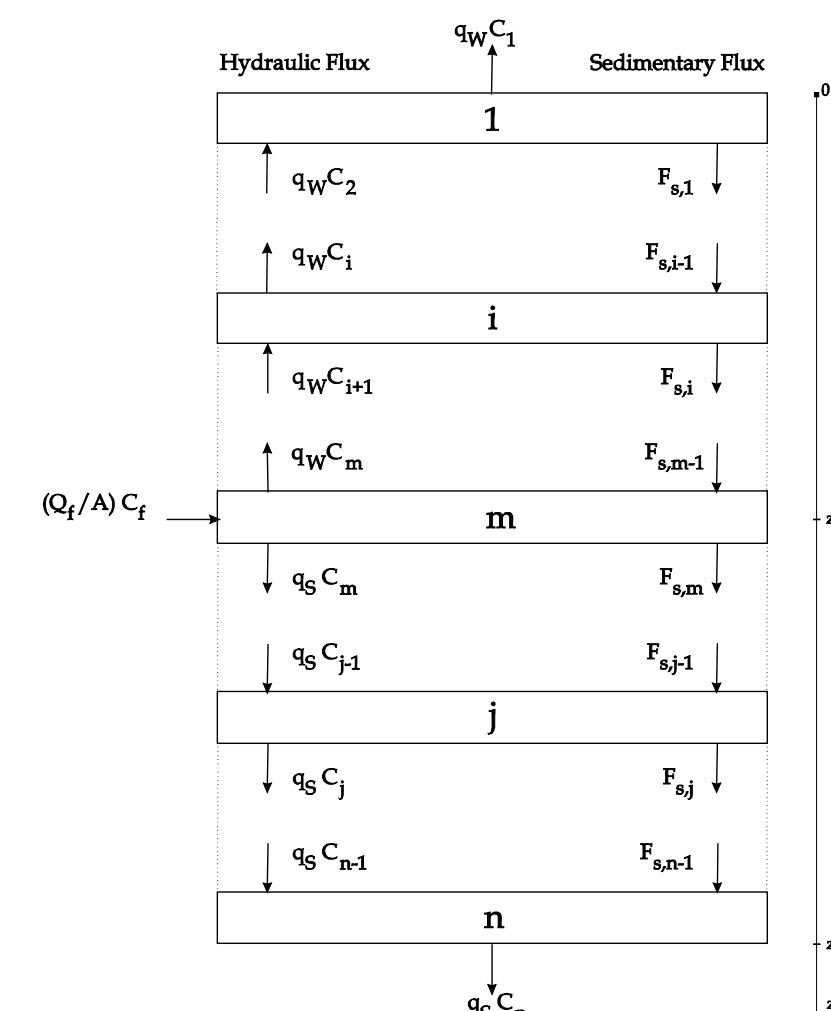 q_W C_1
Hydraulic Flux Sedimentary Flux
0
1
q_W C_2 F_s,1
q_W C_i F_s,i-1
i
q_W C_i+1 F_s,i
q_W C_m F_s,m-1
(Q_f/A) C_f m z
q_S C_m F_s,m
q_S C_j-1 F_s,j-1
j
q_S C_j F_s,j
q_S C_n-1 F_s,n-1
n
z
z